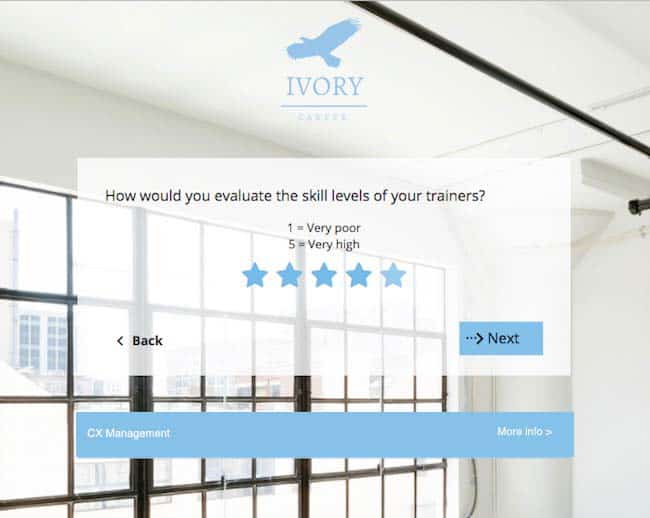 IVORY
CAREER
How would you evaluate the skill levels of your trainers?
1 = Very poor
5 = Very high
Back
Next
CX Management
More info >